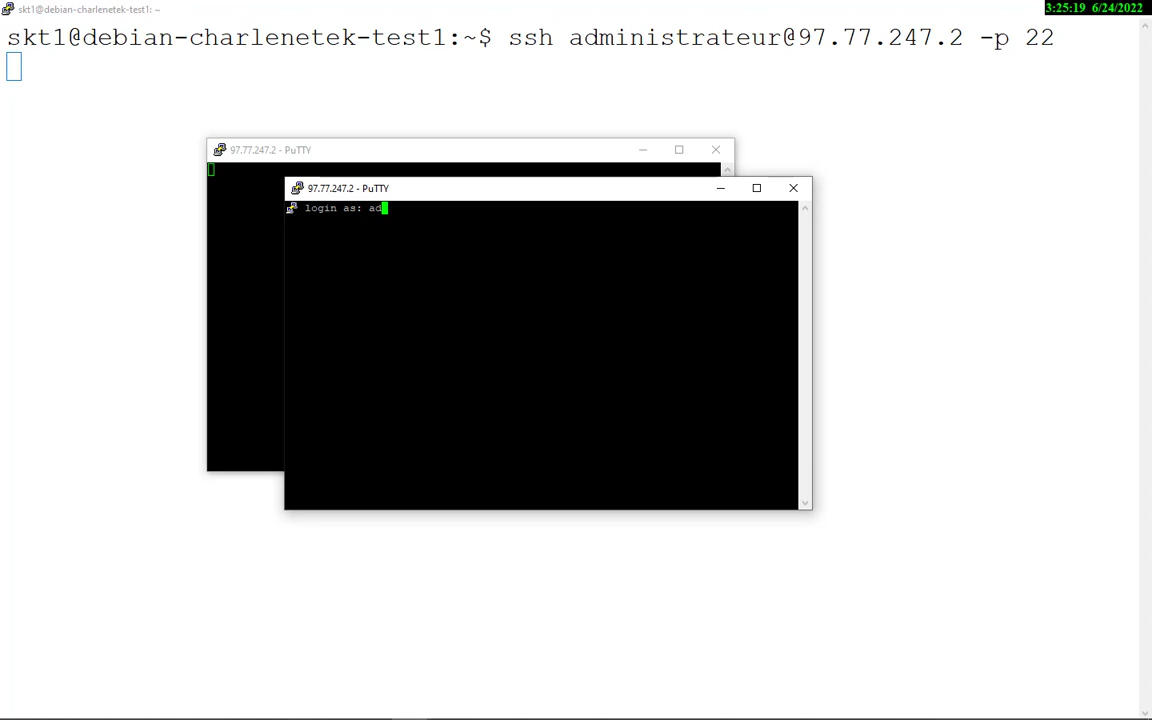 skt1@debian-charlenetek-test1: ~
3:25:19 6/24/2022
skt1@debian-charlenetek-test1:~$ ssh administrateur@97.77.247.2 -p 22
97.77.247.2 - PuTTY
97.77.247.2 - PuTTY
login as: ad